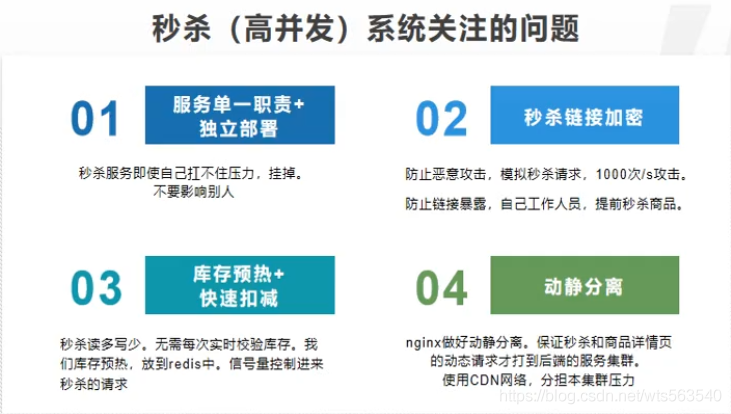 秒杀（高并发）系统关注的问题
01
服务单一职责+
独立部署
秒杀服务即使自己扛不住压力，挂掉。
不要影响别人
02
秒杀链接加密
防止恶意攻击，模拟秒杀请求，1000次/s攻击。
防止链接暴露，自己工作人员，提前秒杀商品。
03
库存预热+
快速扣减
秒杀读多写少。无需每次实时校验库存。我
们库存预热，放到redis中。信号量控制进来
秒杀的请求
04
动静分离
nginx做好动静分离。保证秒杀和商品详情页
的动态请求才打到后端的服务集群。
使用CDN网络，分担本集群压力
https://blog.csdn.net/wts563540